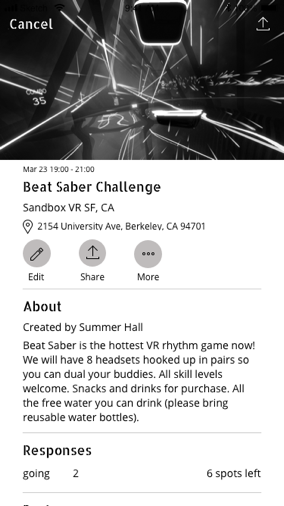 Cancel
COMBO
35
Mar 23 19:00 - 21:00
Beat Saber Challenge
Sandbox VR SF, CA
2154 University Ave, Berkeley, CA 94701
Edit Share More
About
Created by Summer Hall
Beat Saber is the hottest VR rhythm game now!
We will have 8 headsets hooked up in pairs so
you can dual your buddies. All skill levels
welcome. Snacks and drinks for purchase. All
the free water you can drink (please bring
reusable water bottles).
Responses
going 2 6 spots left